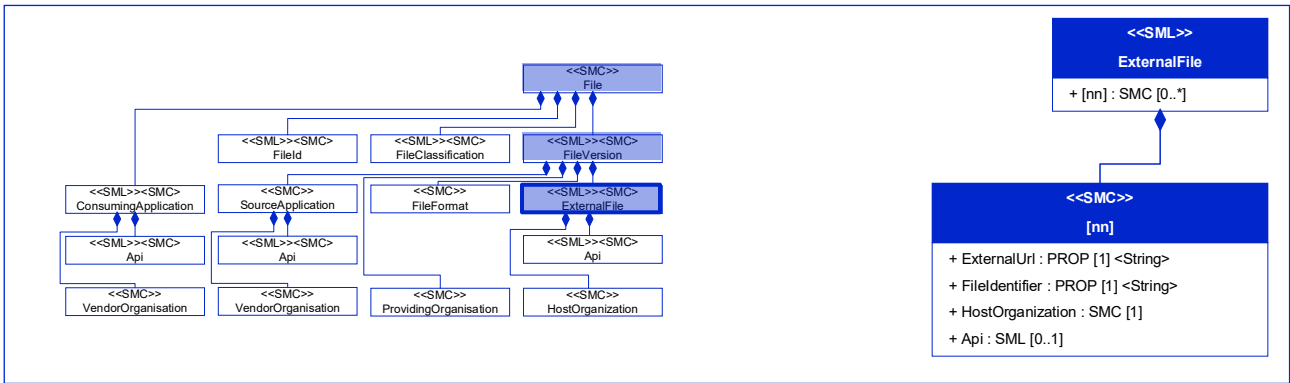 <<SMC>>
File
<<SML>><SMC>
FileId
<<SML>><SMC>
FileClassification
<<SML>><SMC>
FileVersion
<<SML>><SMC>
ConsumingApplication
<<SML>><SMC>
SourceApplication
<<SMC>>
FileFormat
<<SML>><SMC>
ExternalFile
<<SML>><SMC>
Api
<<SML>><SMC>
Api
<<SML>><SMC>
Api
<<SMC>>
VendorOrganisation
<<SMC>>
VendorOrganisation
<<SMC>>
ProvidingOrganisation
<<SMC>>
HostOrganization
<<SML>>
ExternalFile
+ [nn] : SMC [0..*]
<<SMC>>
[nn]
+ ExternalUrl : PROP [1] <String>
+ FileIdentifier : PROP [1] <String>
+ HostOrganization : SMC [1]
+ Api : SML [0..1]